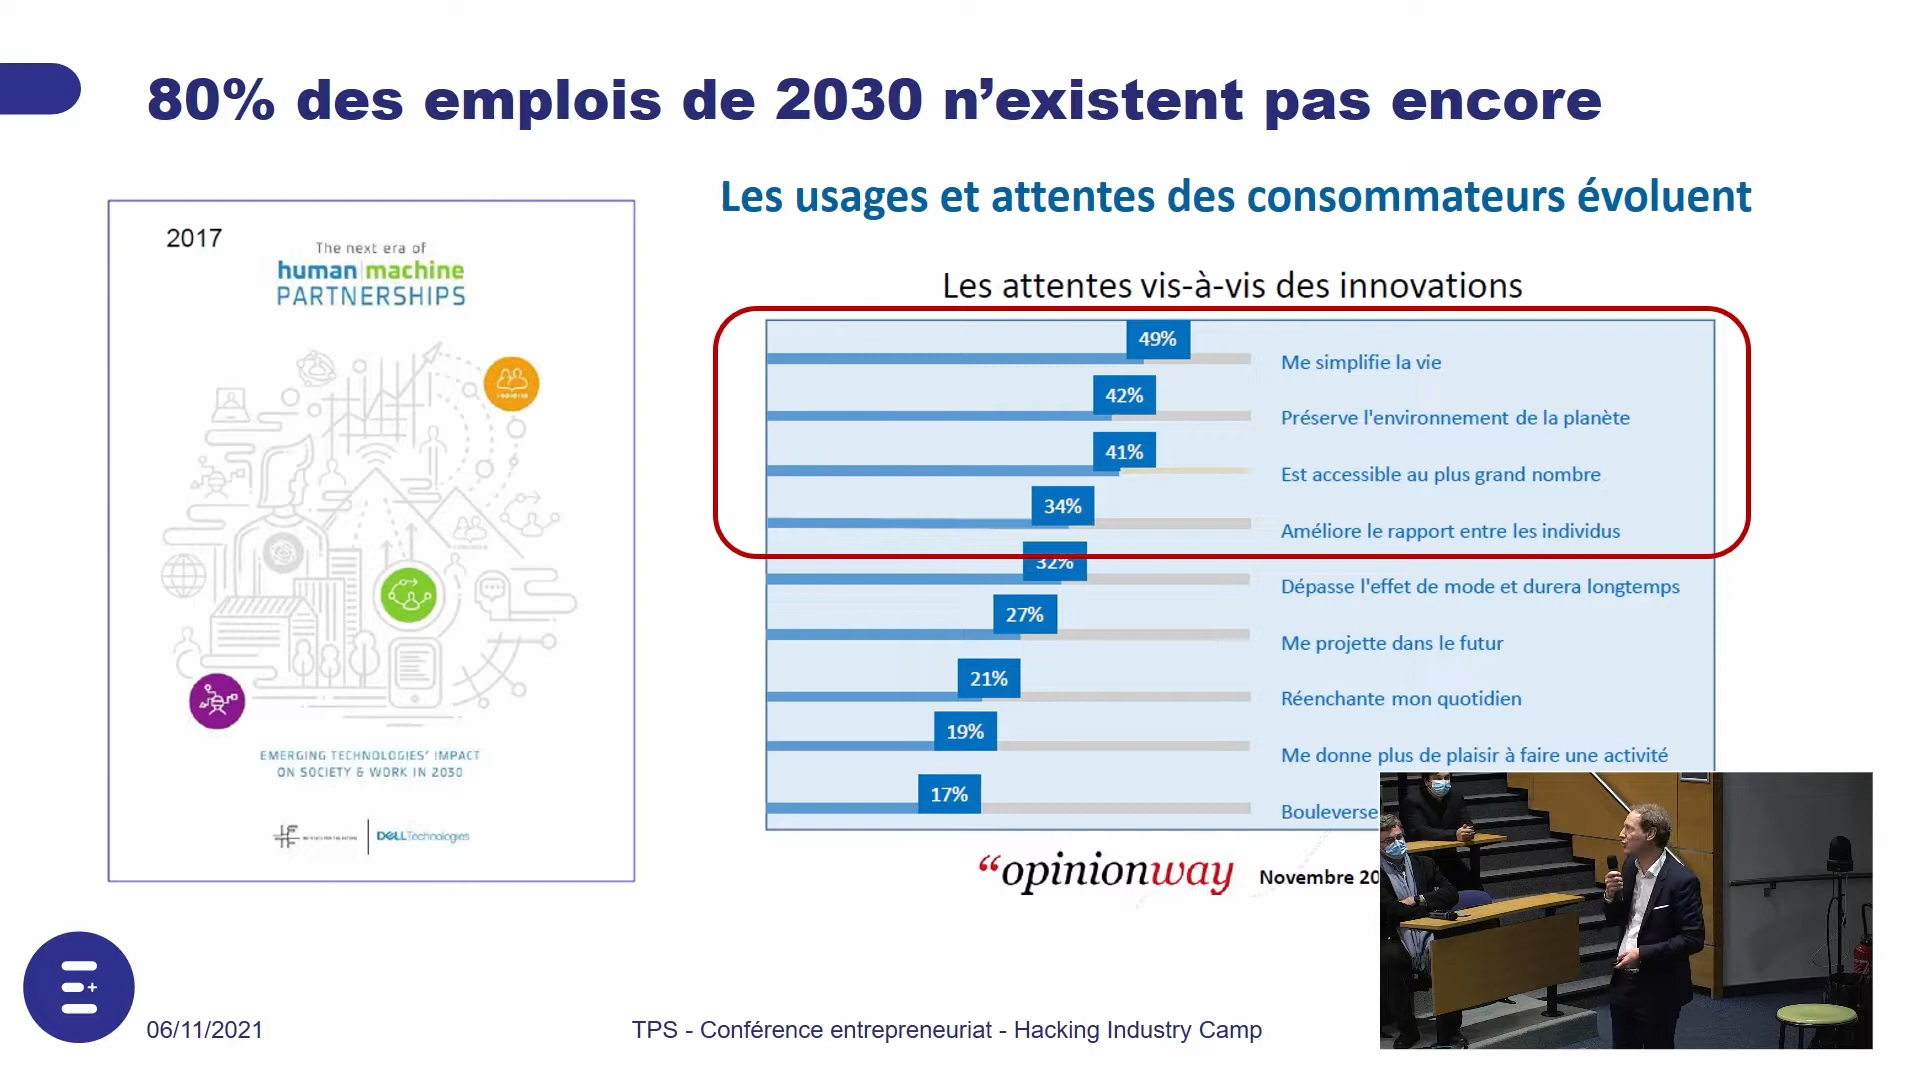 80% des emplois de 2030 n’existent pas encore
Les usages et attentes des consommateurs évoluent
2017
The next era of
human machine
PARTNERSHIPS
EMERGING TECHNOLOGIES' IMPACT
ON SOCIETY & WORK IN 2030
DELLTechnologies
Les attentes vis-à-vis des innovations
49% Me simplifie la vie
42% Préserve l'environnement de la planète
41% Est accessible au plus grand nombre
34% Améliore le rapport entre les individus
32% Dépasse l'effet de mode et durera longtemps
27% Me projette dans le futur
21% Réenchante mon quotidien
19% Me donne plus de plaisir à faire une activité
17% Bouleverse
“opinionway Novembre 20
06/11/2021
TPS - Conférence entrepreneuriat - Hacking Industry Camp